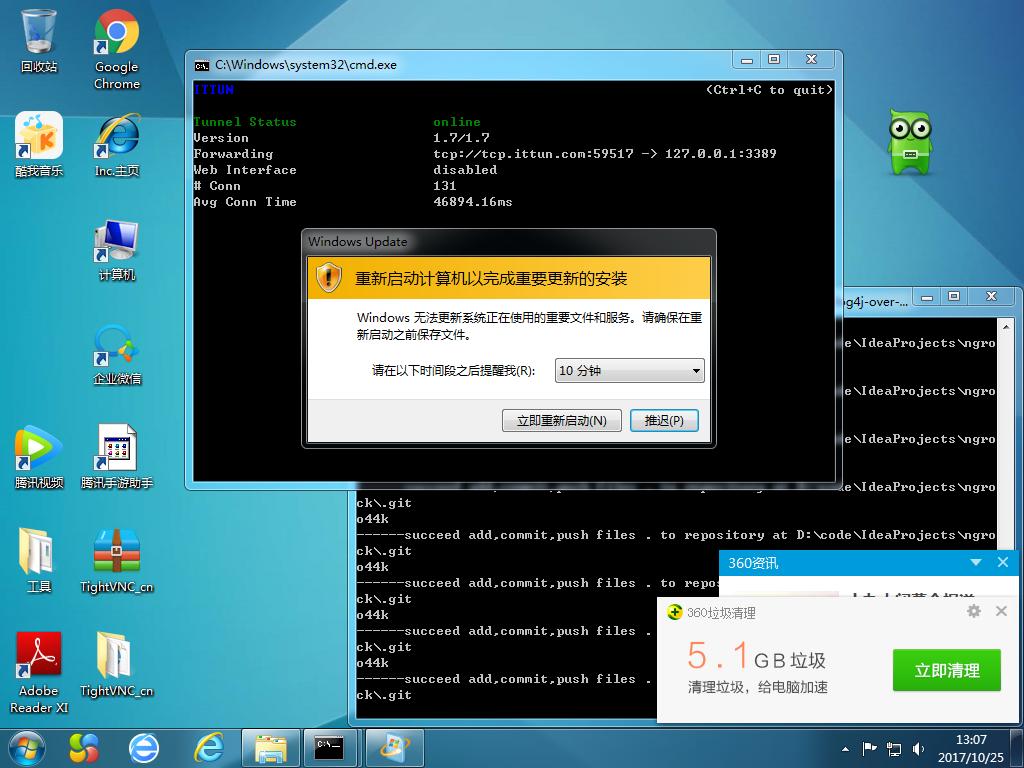 回收站
Google
Chrome
酷我音乐
Inc.主页
计算机
企业微信
腾讯视频
腾讯手游助手
工具
TightVNC_cn
Adobe
Reader XI
TightVNC_cn
C:\Windows\system32\cmd.exe
ITTUN
(Ctrl+C to quit)
Tunnel Status online
Version 1.7/1.7
Forwarding tcp://tcp.ittun.com:59517 -> 127.0.0.1:3389
Web Interface disabled
# Conn 131
Avg Conn Time 46894.16ms
Windows Update
重新启动计算机以完成重要更新的安装
Windows 无法更新系统正在使用的重要文件和服务。请确保在重
新启动之前保存文件。
请在以下时间段之后提醒我(R):
10 分钟
立即重新启动(N)
推迟(P)
og4j-over-...
de\IdeaProjects\ngro
de\IdeaProjects\ngro
de\IdeaProjects\ngro
de\IdeaProjects\ngro
ck\.git
o44k
------succeed add,commit,push files . to repository at D:\code\IdeaProjects\ngro
ck\.git
o44k
------succeed add,commit,push files . to repos
ck\.git
o44k
------succeed add,commit,push files .
ck\.git
o44k
------succeed add,commit,push files .
ck\.git
360资讯
360垃圾清理
5.1GB垃圾
清理垃圾，给电脑加速
立即清理
13:07
2017/10/25